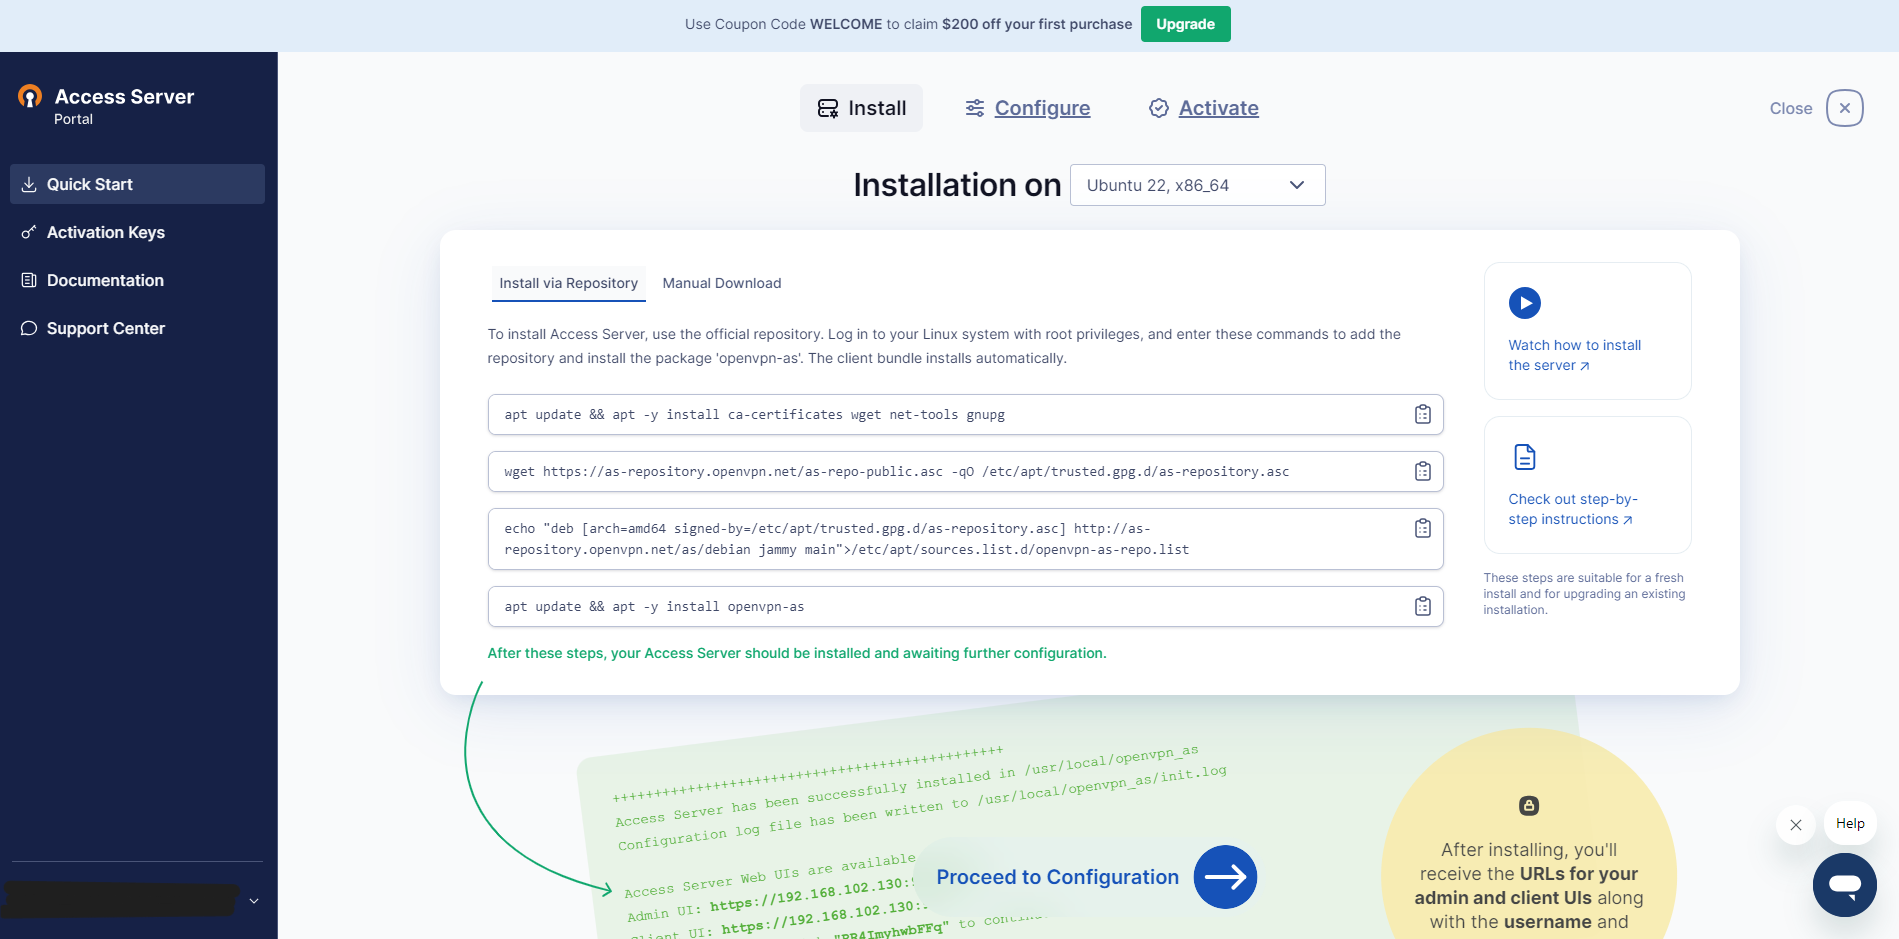 Use Coupon Code WELCOME to claim $200 off your first purchase
Upgrade
Access Server
Portal
Quick Start
Activation Keys
Documentation
Support Center
Install
Configure
Activate
Close
Installation on
Ubuntu 22, x86_64
Install via Repository
Manual Download
To install Access Server, use the official repository. Log in to your Linux system with root privileges, and enter these commands to add the
repository and install the package 'openvpn-as'. The client bundle installs automatically.
apt update && apt -y install ca-certificates wget net-tools gnupg
wget https://as-repository.openvpn.net/as-repo-public.asc -qO /etc/apt/trusted.gpg.d/as-repository.asc
echo "deb [arch=amd64 signed-by=/etc/apt/trusted.gpg.d/as-repository.asc] http://as-
repository.openvpn.net/as/debian jammy main">/etc/apt/sources.list.d/openvpn-as-repo.list
apt update && apt -y install openvpn-as
After these steps, your Access Server should be installed and awaiting further configuration.
Watch how to install
the server
Check out step-by-
step instructions
These steps are suitable for a fresh
install and for upgrading an existing
installation.
++++++++++++++++++++++++++++++++++++++++++++++++
Access Server has been successfully installed in /usr/local/openvpn_as
Configuration log file has been written to /usr/local/openvpn_as/init.log
Access Server Web UIs are available
Admin UI: https://192.168.102.130:
Client UI: https://192.168.102.130:
"RR4ImyhwbFFq" to
Proceed to Configuration
After installing, you'll
receive the URLs for your
admin and client UIs along
with the username and
Help